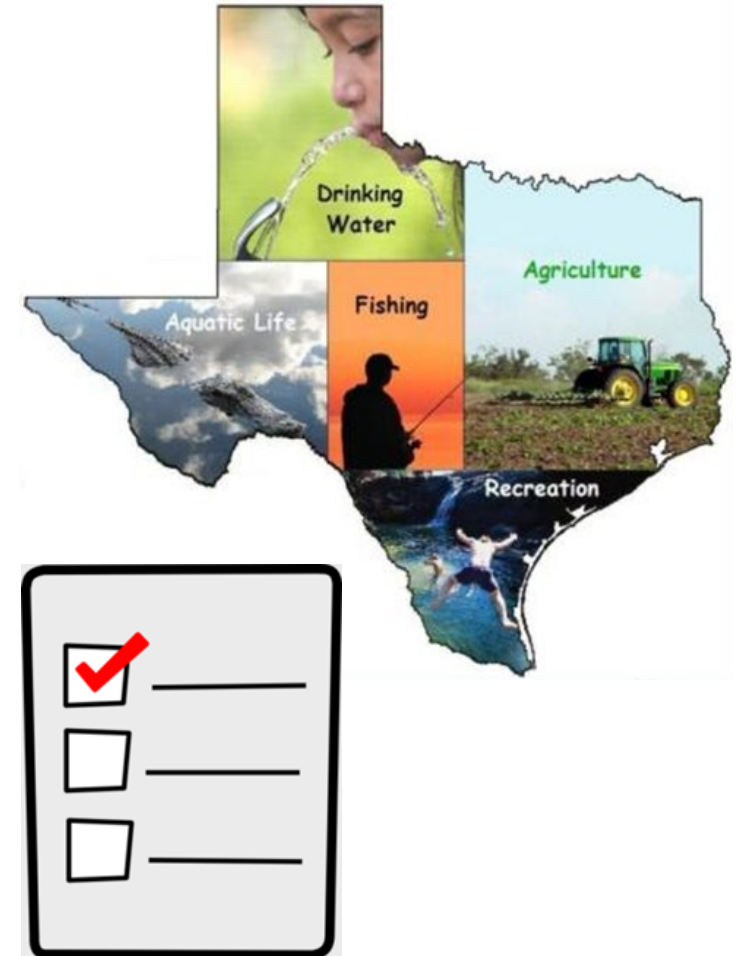 Drinking
Water
Agriculture
Aquatic Life
Fishing
Recreation